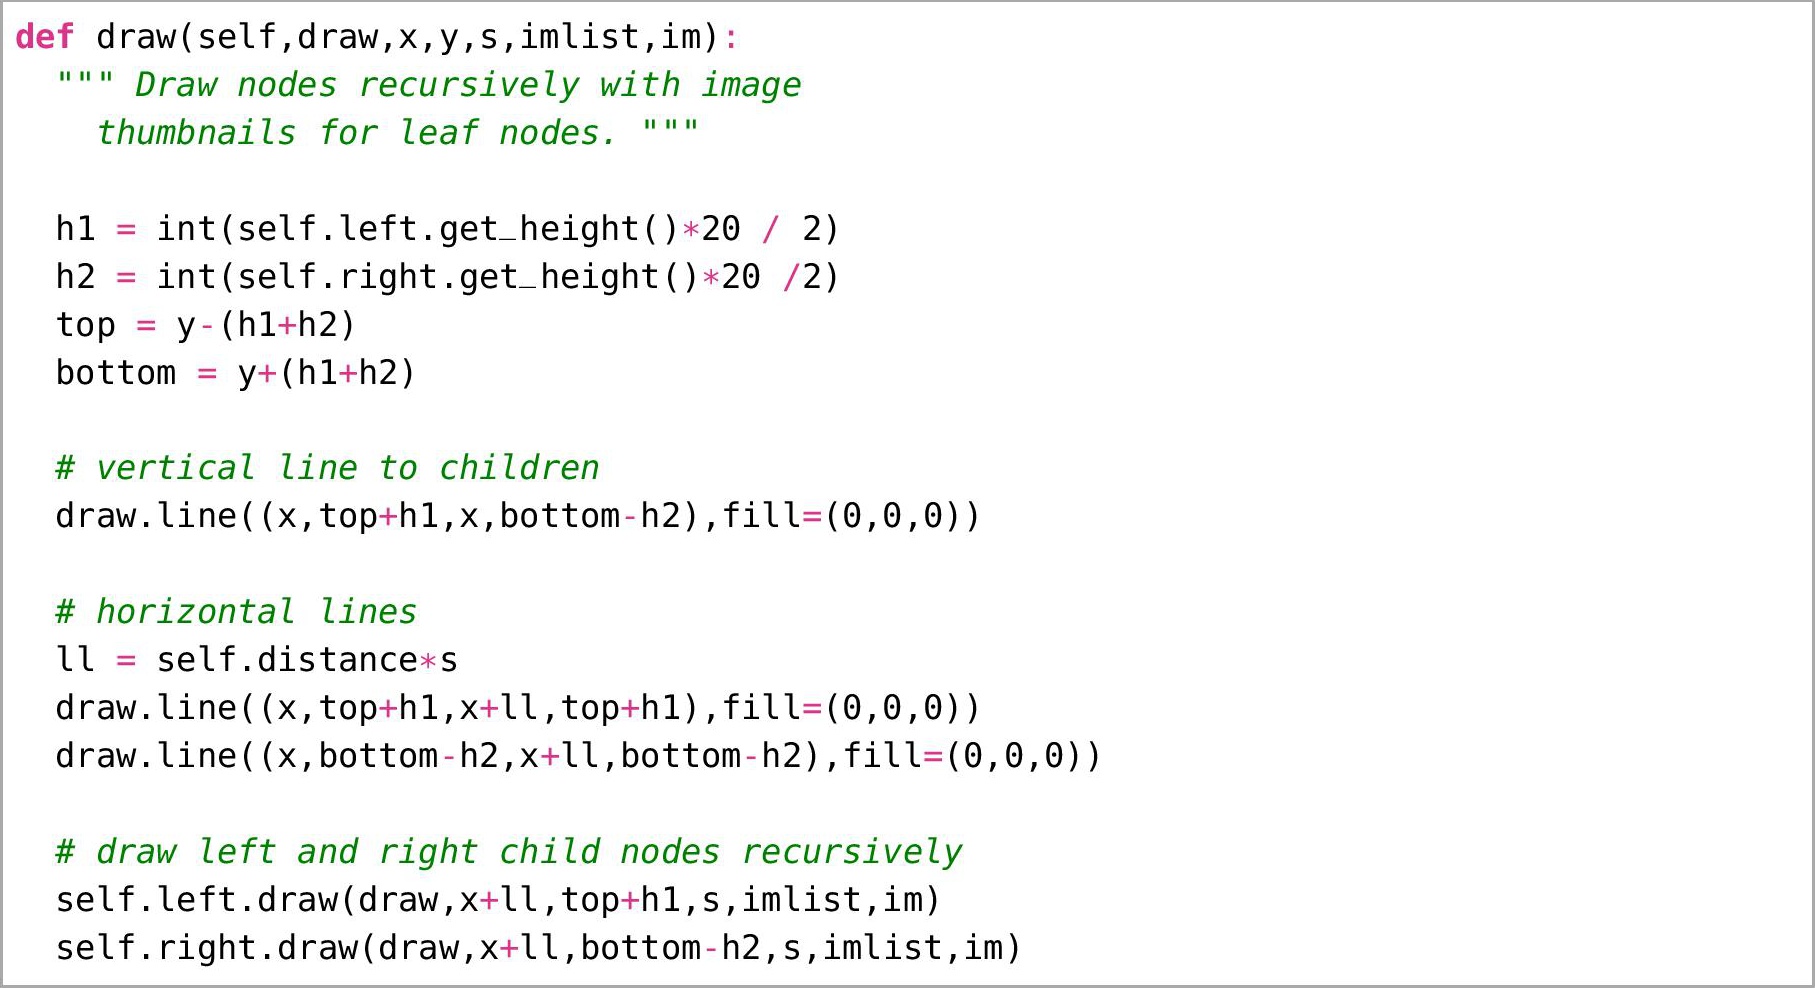 def draw(self,draw,x,y,s,imlist,im):
  """ Draw nodes recursively with image
    thumbnails for leaf nodes. """

  h1 = int(self.left.get_height()*20 / 2)
  h2 = int(self.right.get_height()*20 /2)
  top = y-(h1+h2)
  bottom = y+(h1+h2)

  # vertical line to children
  draw.line((x,top+h1,x,bottom-h2),fill=(0,0,0))

  # horizontal lines
  ll = self.distance*s
  draw.line((x,top+h1,x+ll,top+h1),fill=(0,0,0))
  draw.line((x,bottom-h2,x+ll,bottom-h2),fill=(0,0,0))

  # draw left and right child nodes recursively
  self.left.draw(draw,x+ll,top+h1,s,imlist,im)
  self.right.draw(draw,x+ll,bottom-h2,s,imlist,im)